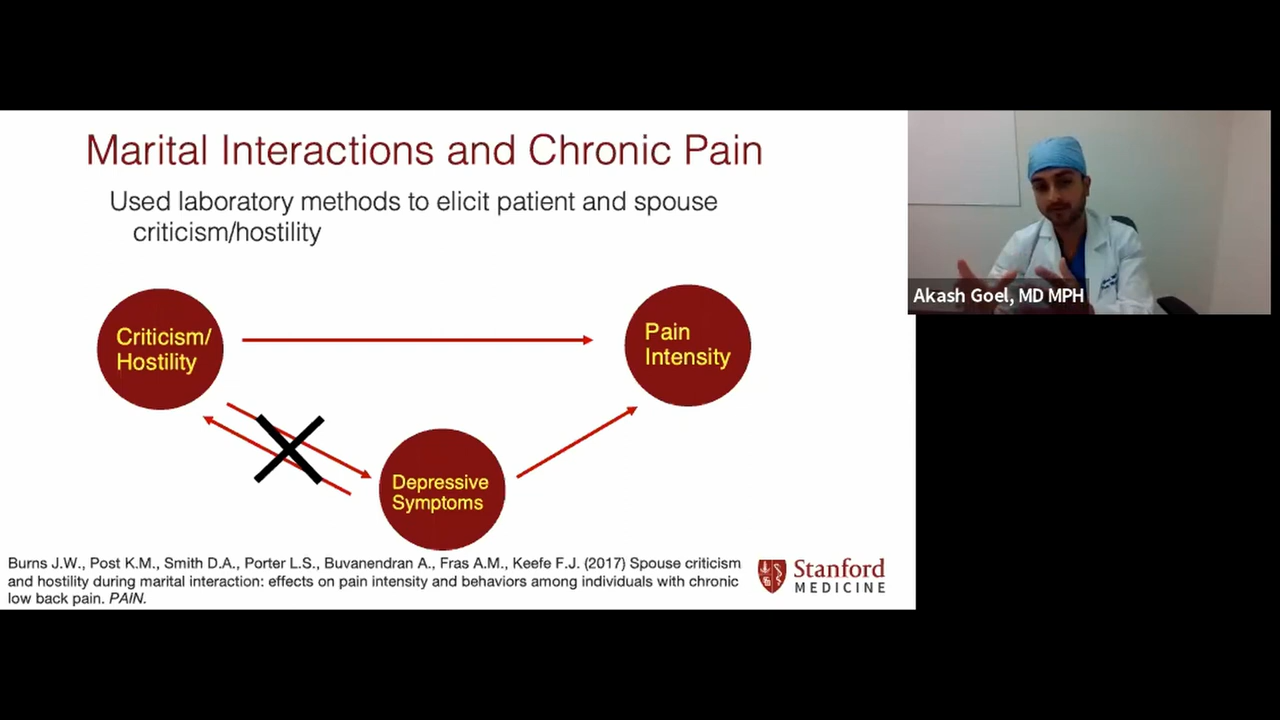 Marital Interactions and Chronic Pain
Used laboratory methods to elicit patient and spouse
criticism/hostility
Criticism/
Hostility
Pain
Intensity
Depressive
Symptoms
Burns J.W., Post K.M., Smith D.A., Porter L.S., Buvanendran A., Fras A.M., Keefe F.J. (2017) Spouse criticism
and hostility during marital interaction: effects on pain intensity and behaviors among individuals with chronic
low back pain. PAIN.
Stanford
MEDICINE
Akash Goel, MD MPH